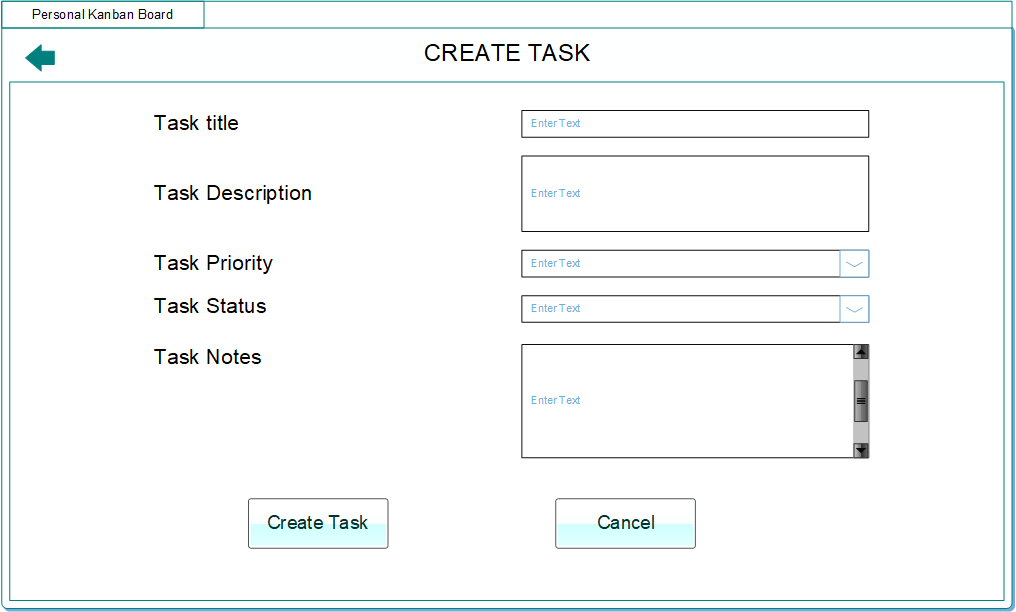 Personal Kanban Board
CREATE TASK
Task title
Enter Text
Task Description
Enter Text
Task Priority
Enter Text
Task Status
Enter Text
Task Notes
Enter Text
Create Task
Cancel